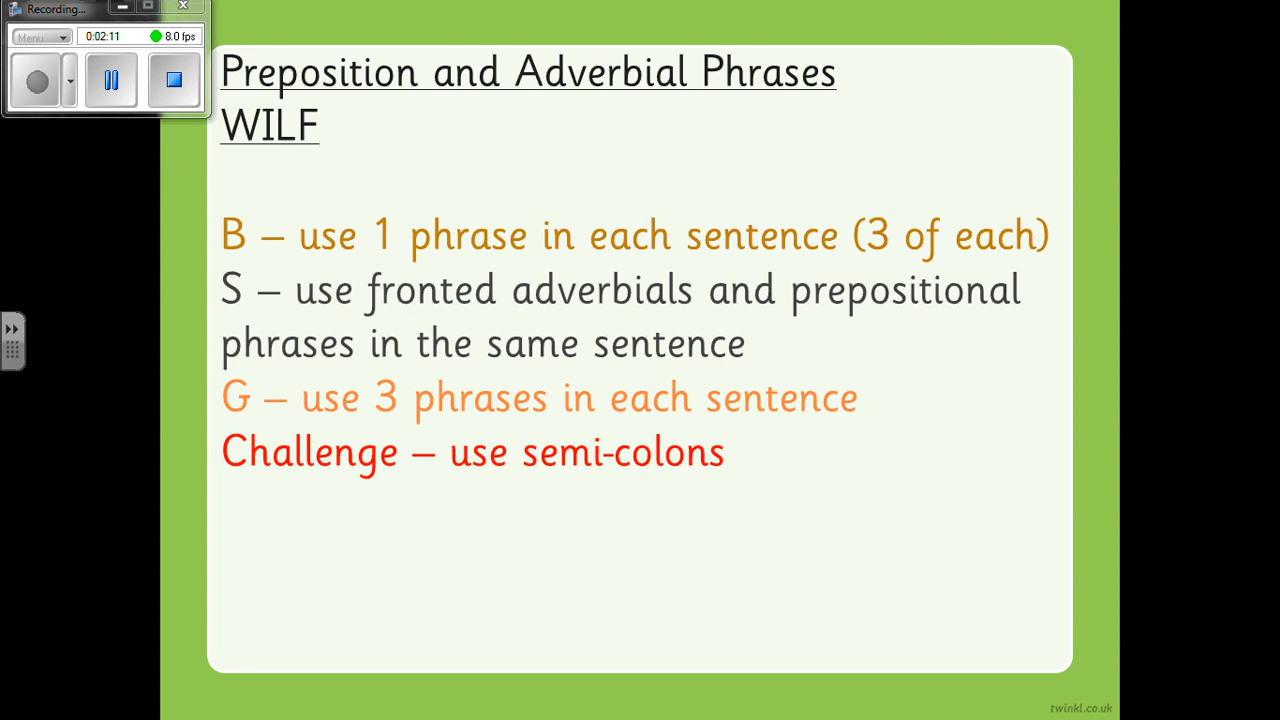 Recording...
Menu
0:02:11
8.0 fps
Preposition and Adverbial Phrases
WILF
B – use 1 phrase in each sentence (3 of each)
S – use fronted adverbials and prepositional
phrases in the same sentence
G – use 3 phrases in each sentence
Challenge – use semi-colons
twinkl.co.uk